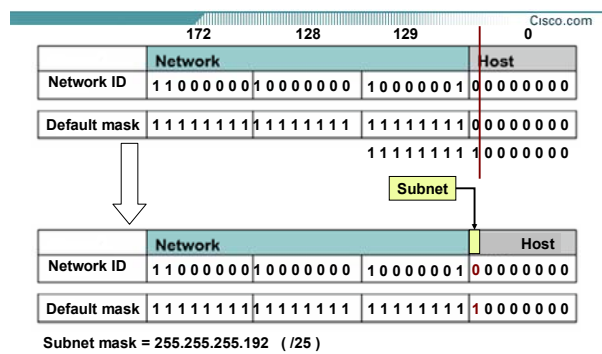 Cisco.com
172 128 129 0
Network Host
Network ID 1 1 0 0 0 0 0 0 1 0 0 0 0 0 0 0 1 0 0 0 0 0 0 1 0 0 0 0 0 0 0 0
Default mask 1 1 1 1 1 1 1 1 1 1 1 1 1 1 1 1 1 1 1 1 1 1 1 1 0 0 0 0 0 0 0 0
1 1 1 1 1 1 1 1 1 0 0 0 0 0 0 0
Subnet
Network Host
Network ID 1 1 0 0 0 0 0 0 1 0 0 0 0 0 0 0 1 0 0 0 0 0 0 1 0 0 0 0 0 0 0 0
Default mask 1 1 1 1 1 1 1 1 1 1 1 1 1 1 1 1 1 1 1 1 1 1 1 1 1 0 0 0 0 0 0 0
Subnet mask = 255.255.255.192 ( /25 )